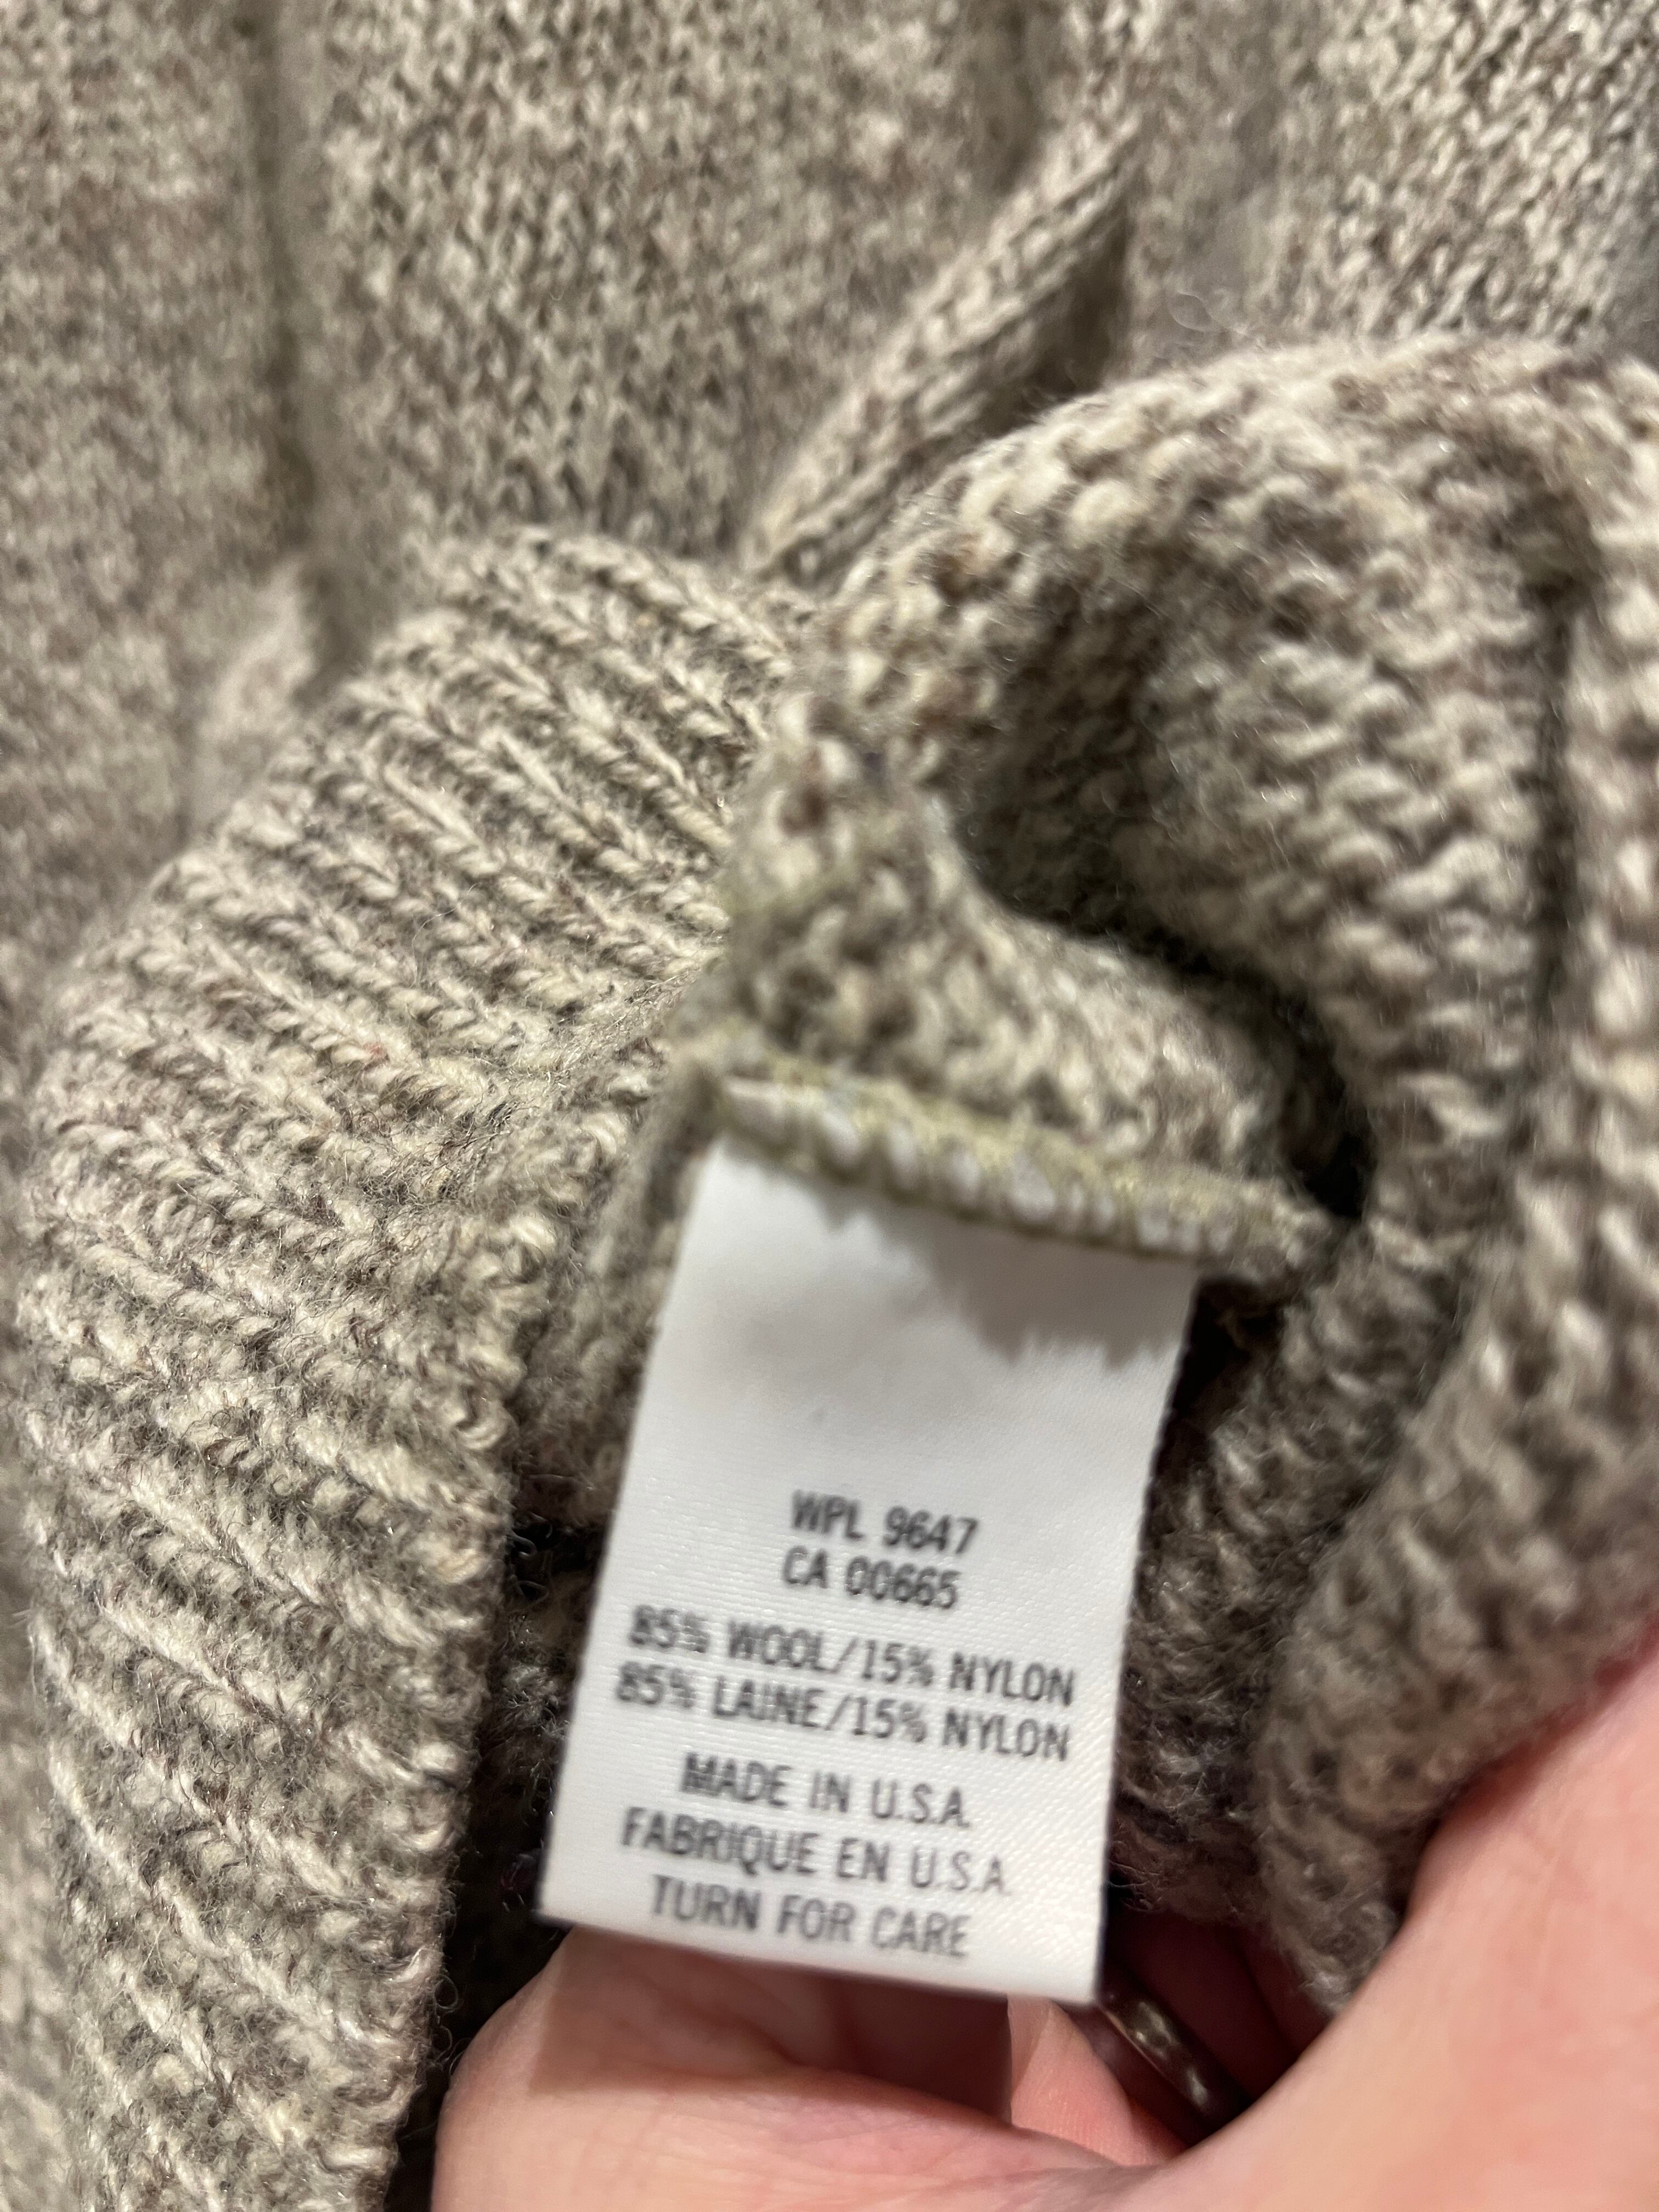 WPL 9647
CA 00665
85% WOOL/15% NYLON
85% LAINE/15% NYLON
MADE IN U.S.A.
FABRIQUE EN U.S.A.
TURN FOR CARE